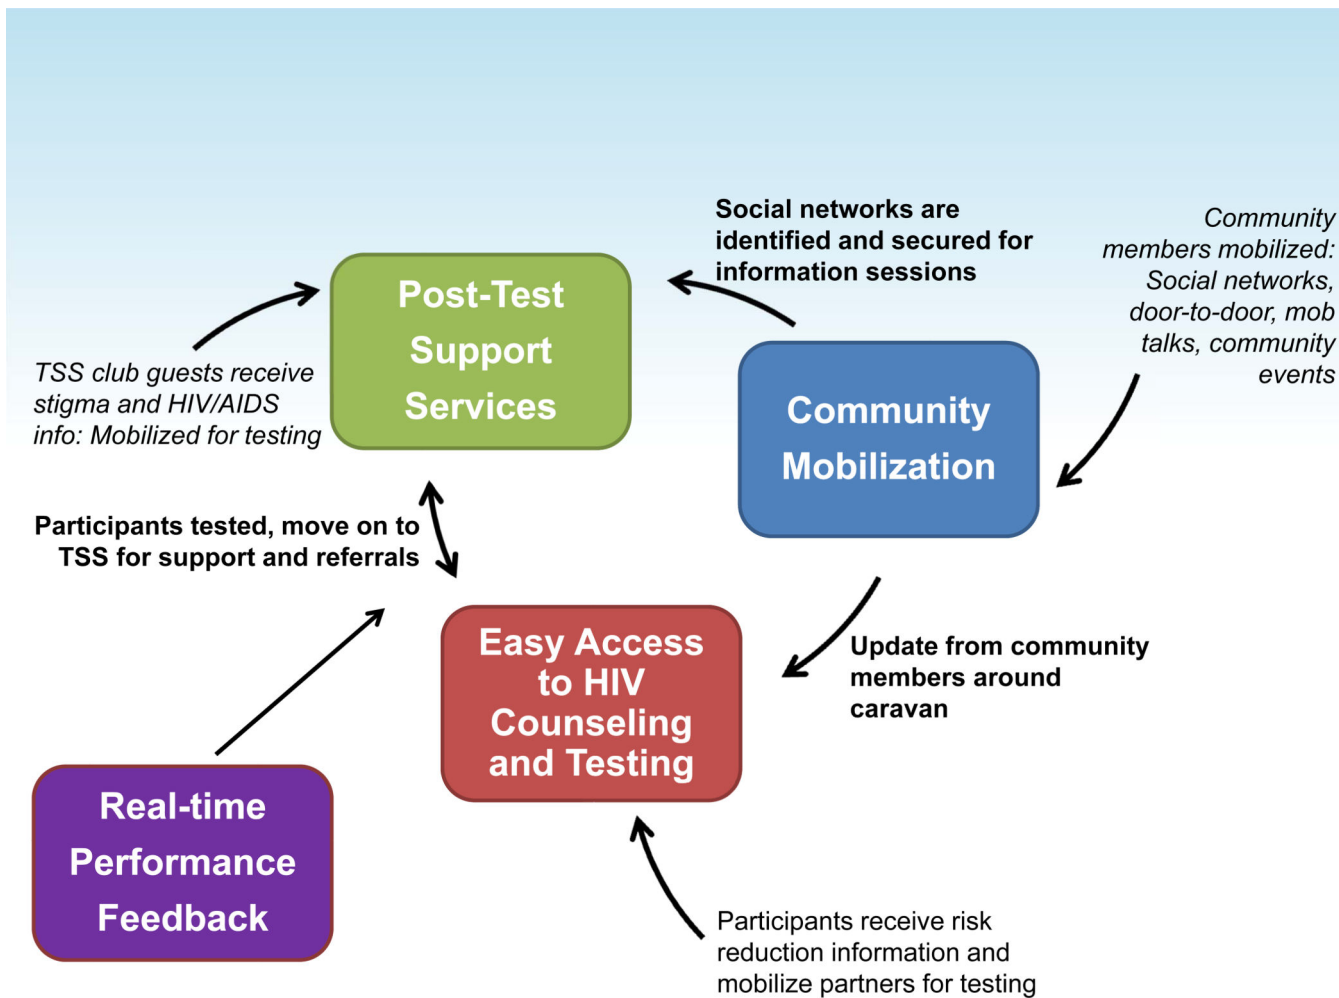 Social networks are
identified and secured for
information sessions
Community
members mobilized:
Social networks,
door-to-door, mob
talks, community
events
Post-Test
Support
Services
TSS club guests receive
stigma and HIV/AIDS
info: Mobilized for testing
Community
Mobilization
Participants tested, move on to
TSS for support and referrals
Easy Access
to HIV
Counseling
and Testing
Update from community
members around
caravan
Real-time
Performance
Feedback
Participants receive risk
reduction information and
mobilize partners for testing